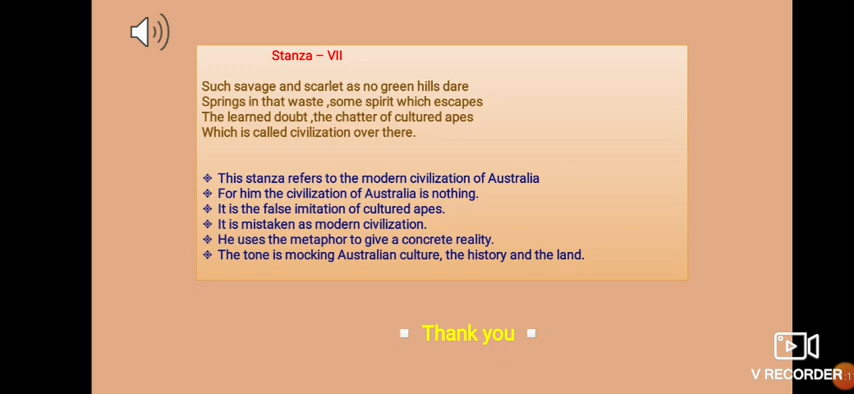 Stanza – VII
Such savage and scarlet as no green hills dare
Springs in that waste ,some spirit which escapes
The learned doubt ,the chatter of cultured apes
Which is called civilization over there.
❖ This stanza refers to the modern civilization of Australia
❖ For him the civilization of Australia is nothing.
❖ It is the false imitation of cultured apes.
❖ It is mistaken as modern civilization.
❖ He uses the metaphor to give a concrete reality.
❖ The tone is mocking Australian culture, the history and the land.
▪ Thank you ▪
V RECORDER